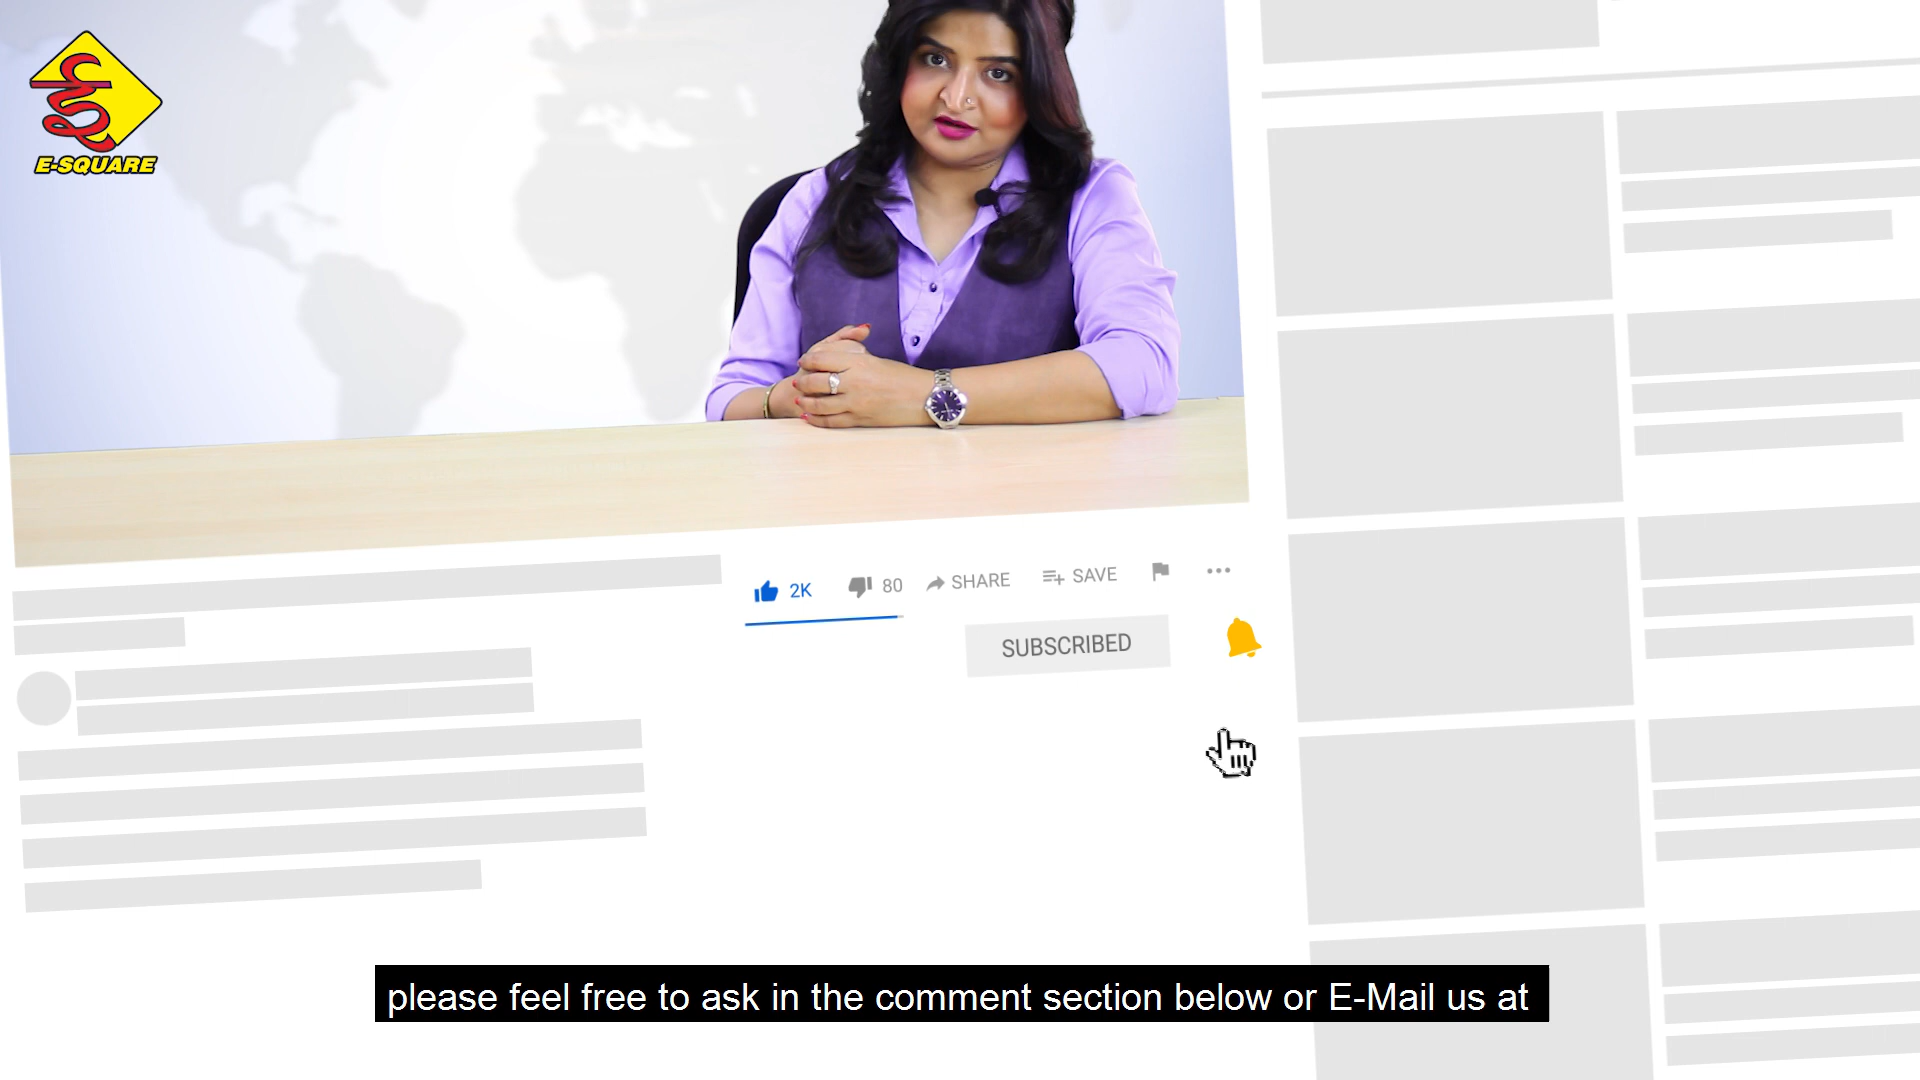 E-SQUARE
2K
80
SHARE
SAVE
SUBSCRIBED
please feel free to ask in the comment section below or E-Mail us at